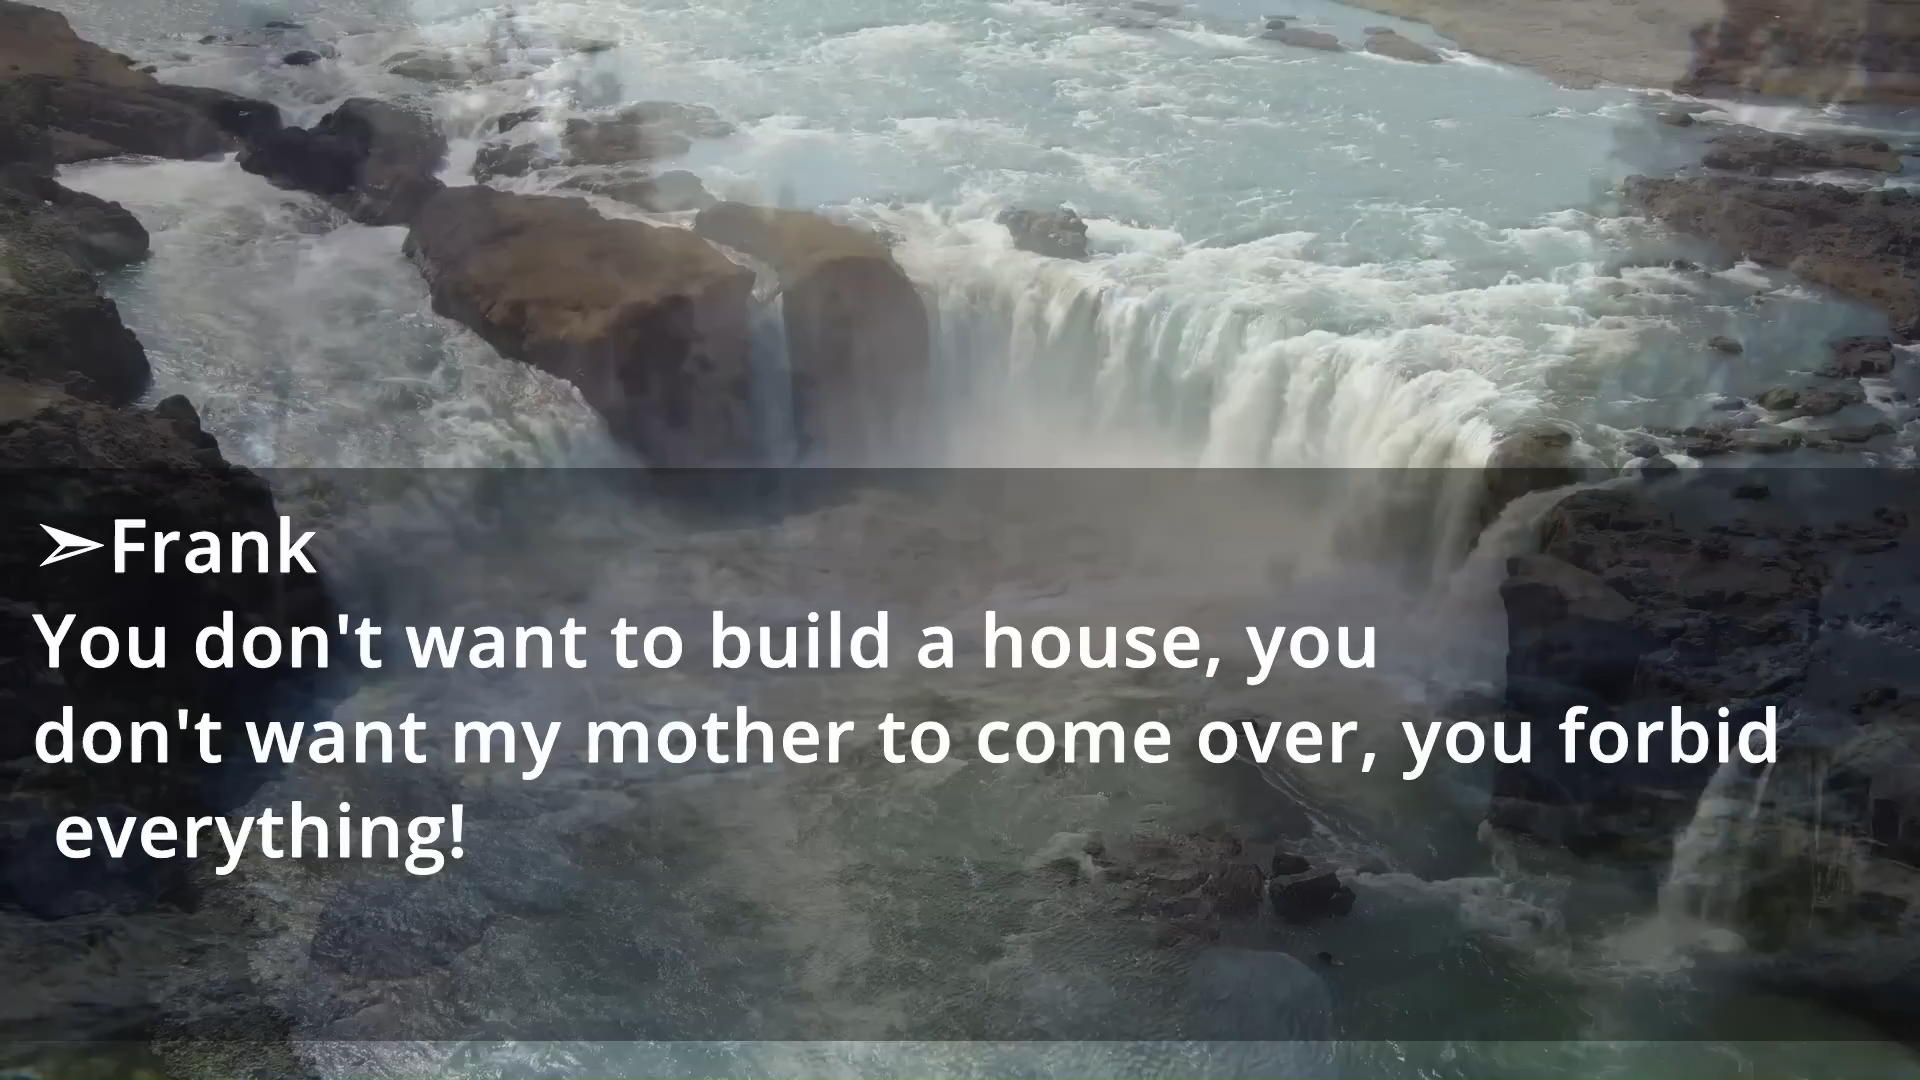 ➣Frank
You don't want to build a house, you
don't want my mother to come over, you forbid
everything!